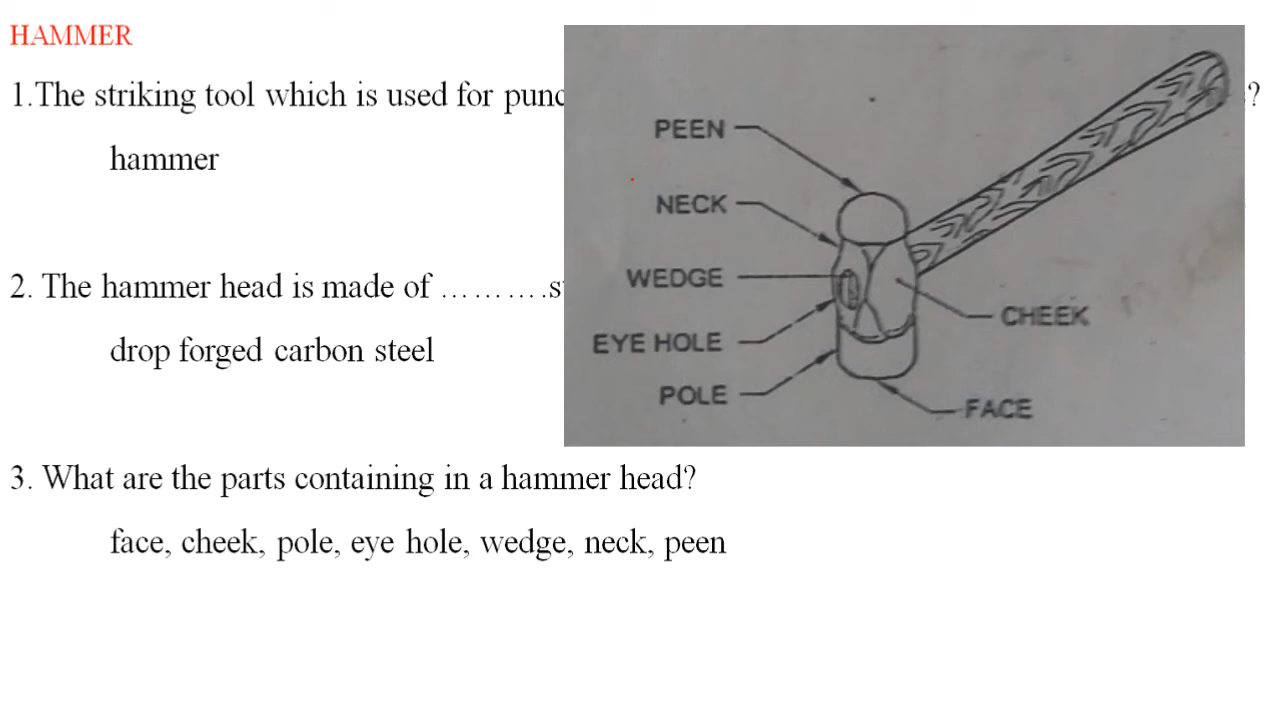 HAMMER
1.The striking tool which is used for ?
hammer
2. The hammer head is made of ……….
drop forged carbon steel
3. What are the parts containing in a hammer head?
face, cheek, pole, eye hole, wedge, neck, peen
PEEN
NECK
WEDGE
EYE HOLE
POLE
CHEEK
FACE